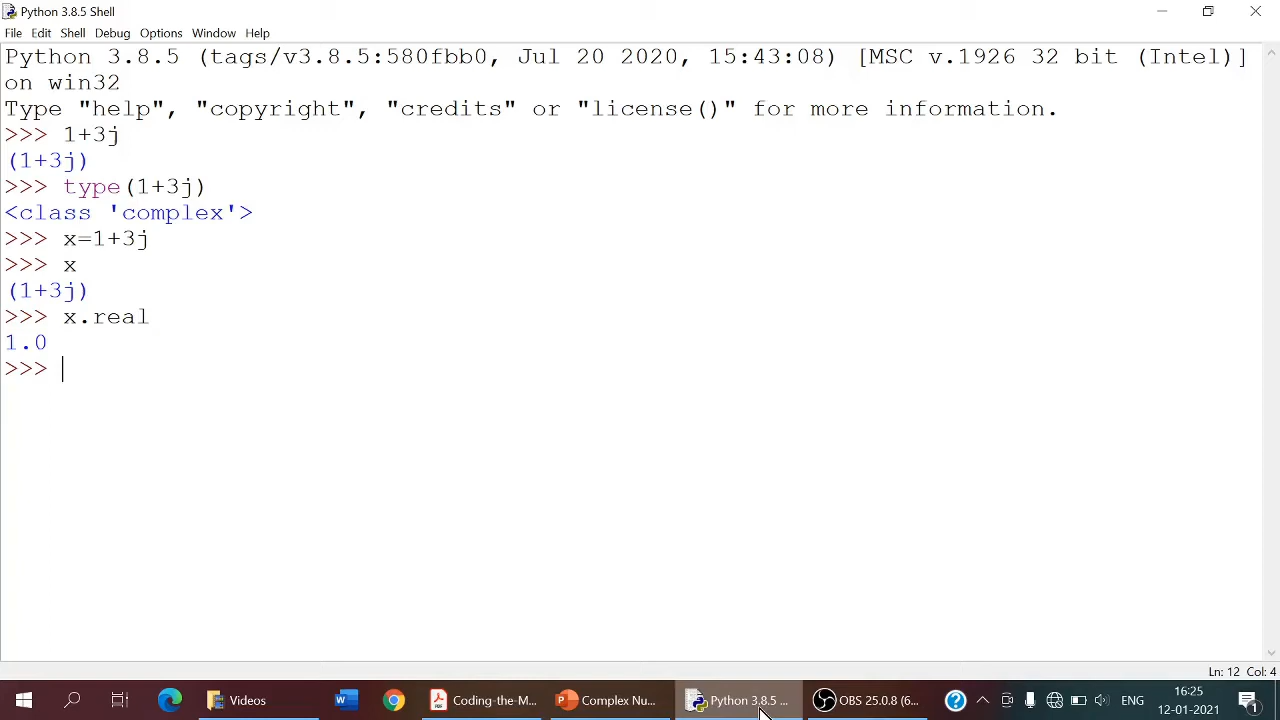 Python 3.8.5 Shell
File Edit Shell Debug Options Window Help
Python 3.8.5 (tags/v3.8.5:580fbb0, Jul 20 2020, 15:43:08) [MSC v.1926 32 bit (Intel)]
on win32
Type "help", "copyright", "credits" or "license()" for more information.
>>> 1+3j
(1+3j)
>>> type(1+3j)
<class 'complex'>
>>> x=1+3j
>>> x
(1+3j)
>>> x.real
1.0
>>>
Ln: 12 Col: 4
Videos Coding-the-M... Complex Nu... Python 3.8.5 ... OBS 25.0.8 (6... ENG 16:25
12-01-2021
1